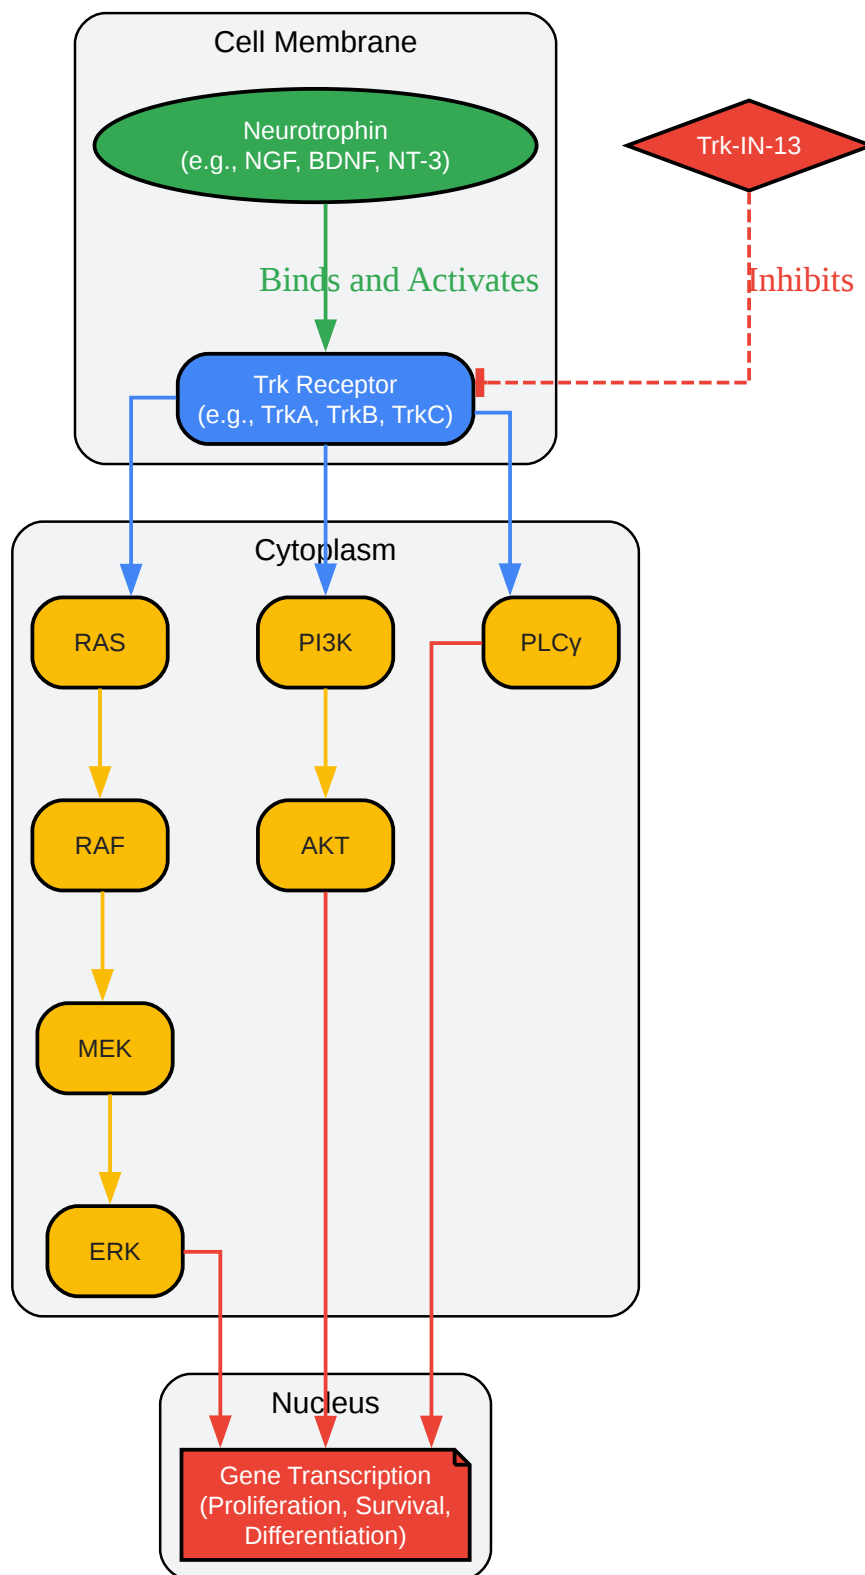 Cell Membrane
Neurotrophin
(e.g., NGF, BDNF, NT-3)
Trk-IN-13
Binds and Activates
Inhibits
Trk Receptor
(e.g., TrkA, TrkB, TrkC)
Cytoplasm
RAS
PI3K
PLCγ
RAF
AKT
MEK
ERK
Nucleus
Gene Transcription
(Proliferation, Survival,
Differentiation)